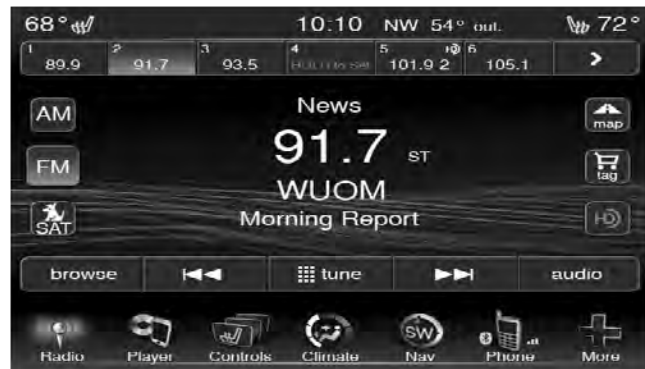 68° 10:10 NW 54° out. 72°
1 2 3 4 5 HD 6
89.9 91.7 93.5 101.9 2 105.1 >
AM News map
FM 91.7 ST tag
WUOM
SAT Morning Report HD
browse tune audio
SW
Radio Player Controls Climate Nav Phone More